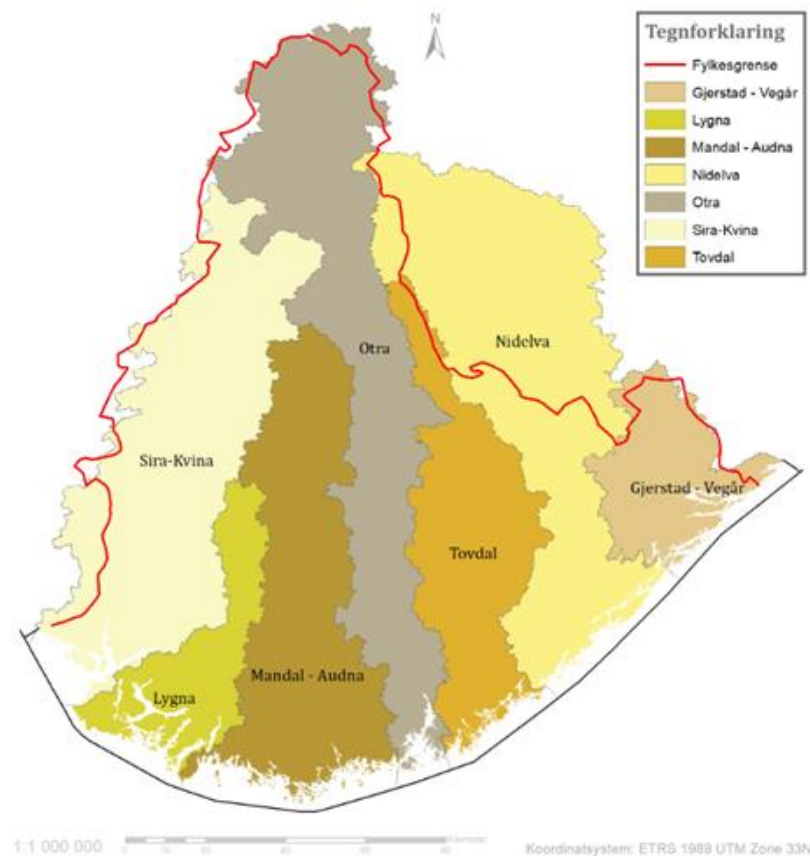 N
Tegnforklaring
Fylkesgrense
Gjerstad - Vegår
Lygna
Mandal - Audna
Nidelva
Otra
Sira-Kvina
Tovdal
Otra
Nidelva
Sira-Kvina
Gjerstad - Vegår
Tovdal
Mandal - Audna
Lygna
1:1 000 000
Koordinatsystem: ETRS 1989 UTM Zone 33N